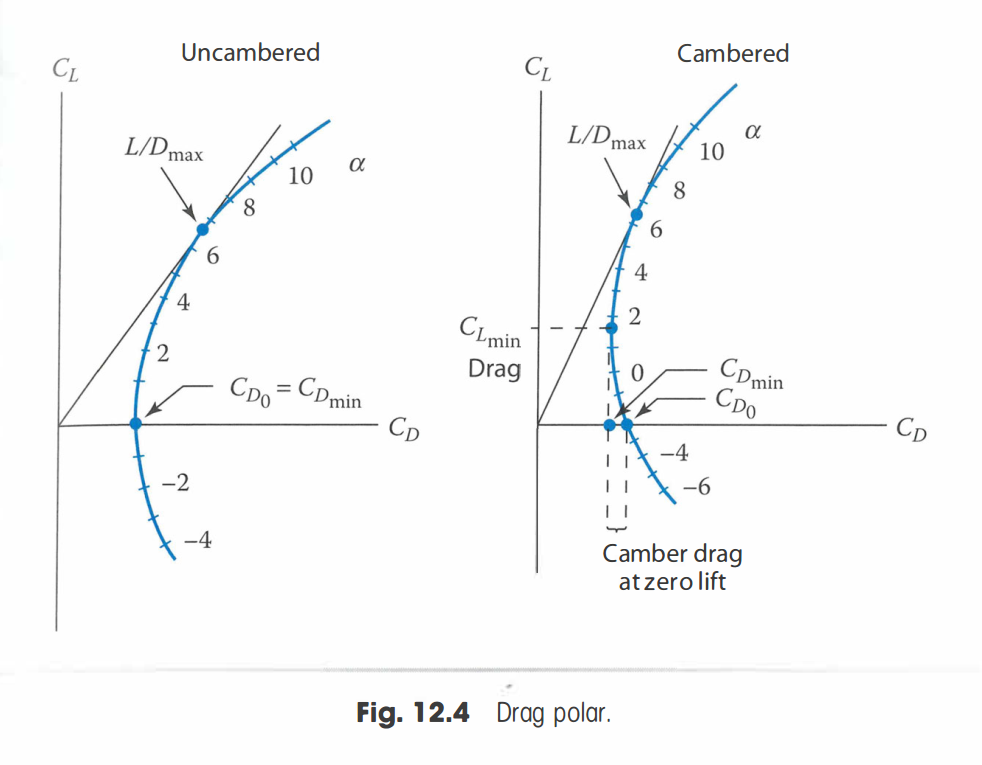 Uncambered
C_L
L/D_max
α
10
8
6
4
2
C_D0 = C_Dmin
C_D
−2
−4
Cambered
C_L
L/D_max
α
10
8
6
4
2
C_Lmin
Drag
0
C_Dmin
C_D0
C_D
−4
−6
Camber drag
at zero lift
Fig. 12.4 Drag polar.